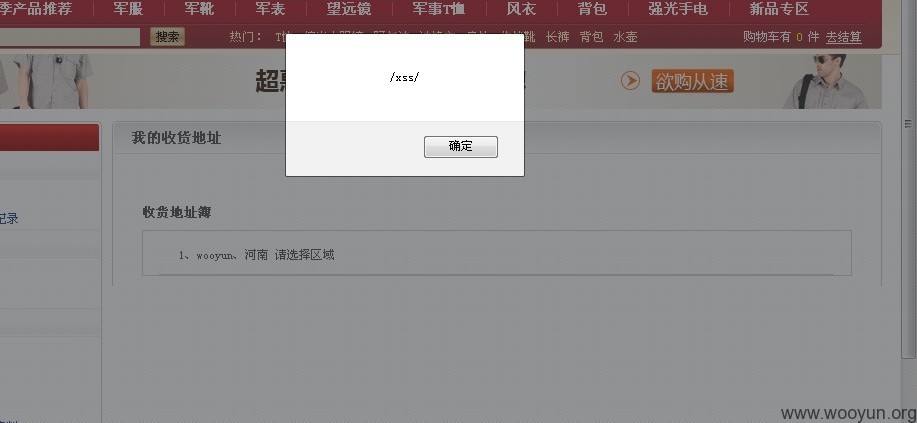 季产品推荐 军服 军靴 军表 望远镜 军事T恤 风衣 背包 强光手电 新品专区
搜索 热门： 长裤 背包 水壶 购物车有 0 件 去结算
超 欲购从速
/xss/
确定
我的收货地址
记录
收货地址簿
1、wooyun、河南 请选择区域
www.wooyun.org